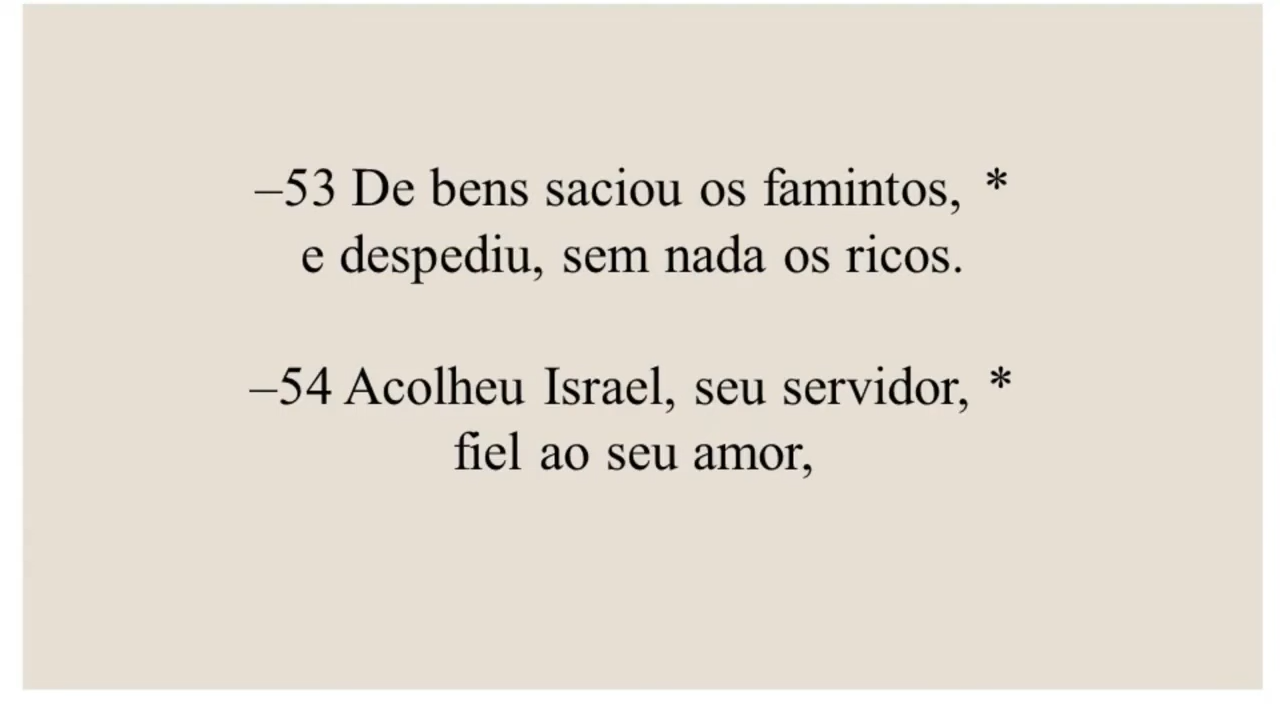 –53 De bens saciou os famintos, *
e despediu, sem nada os ricos.
–54 Acolheu Israel, seu servidor, *
fiel ao seu amor,